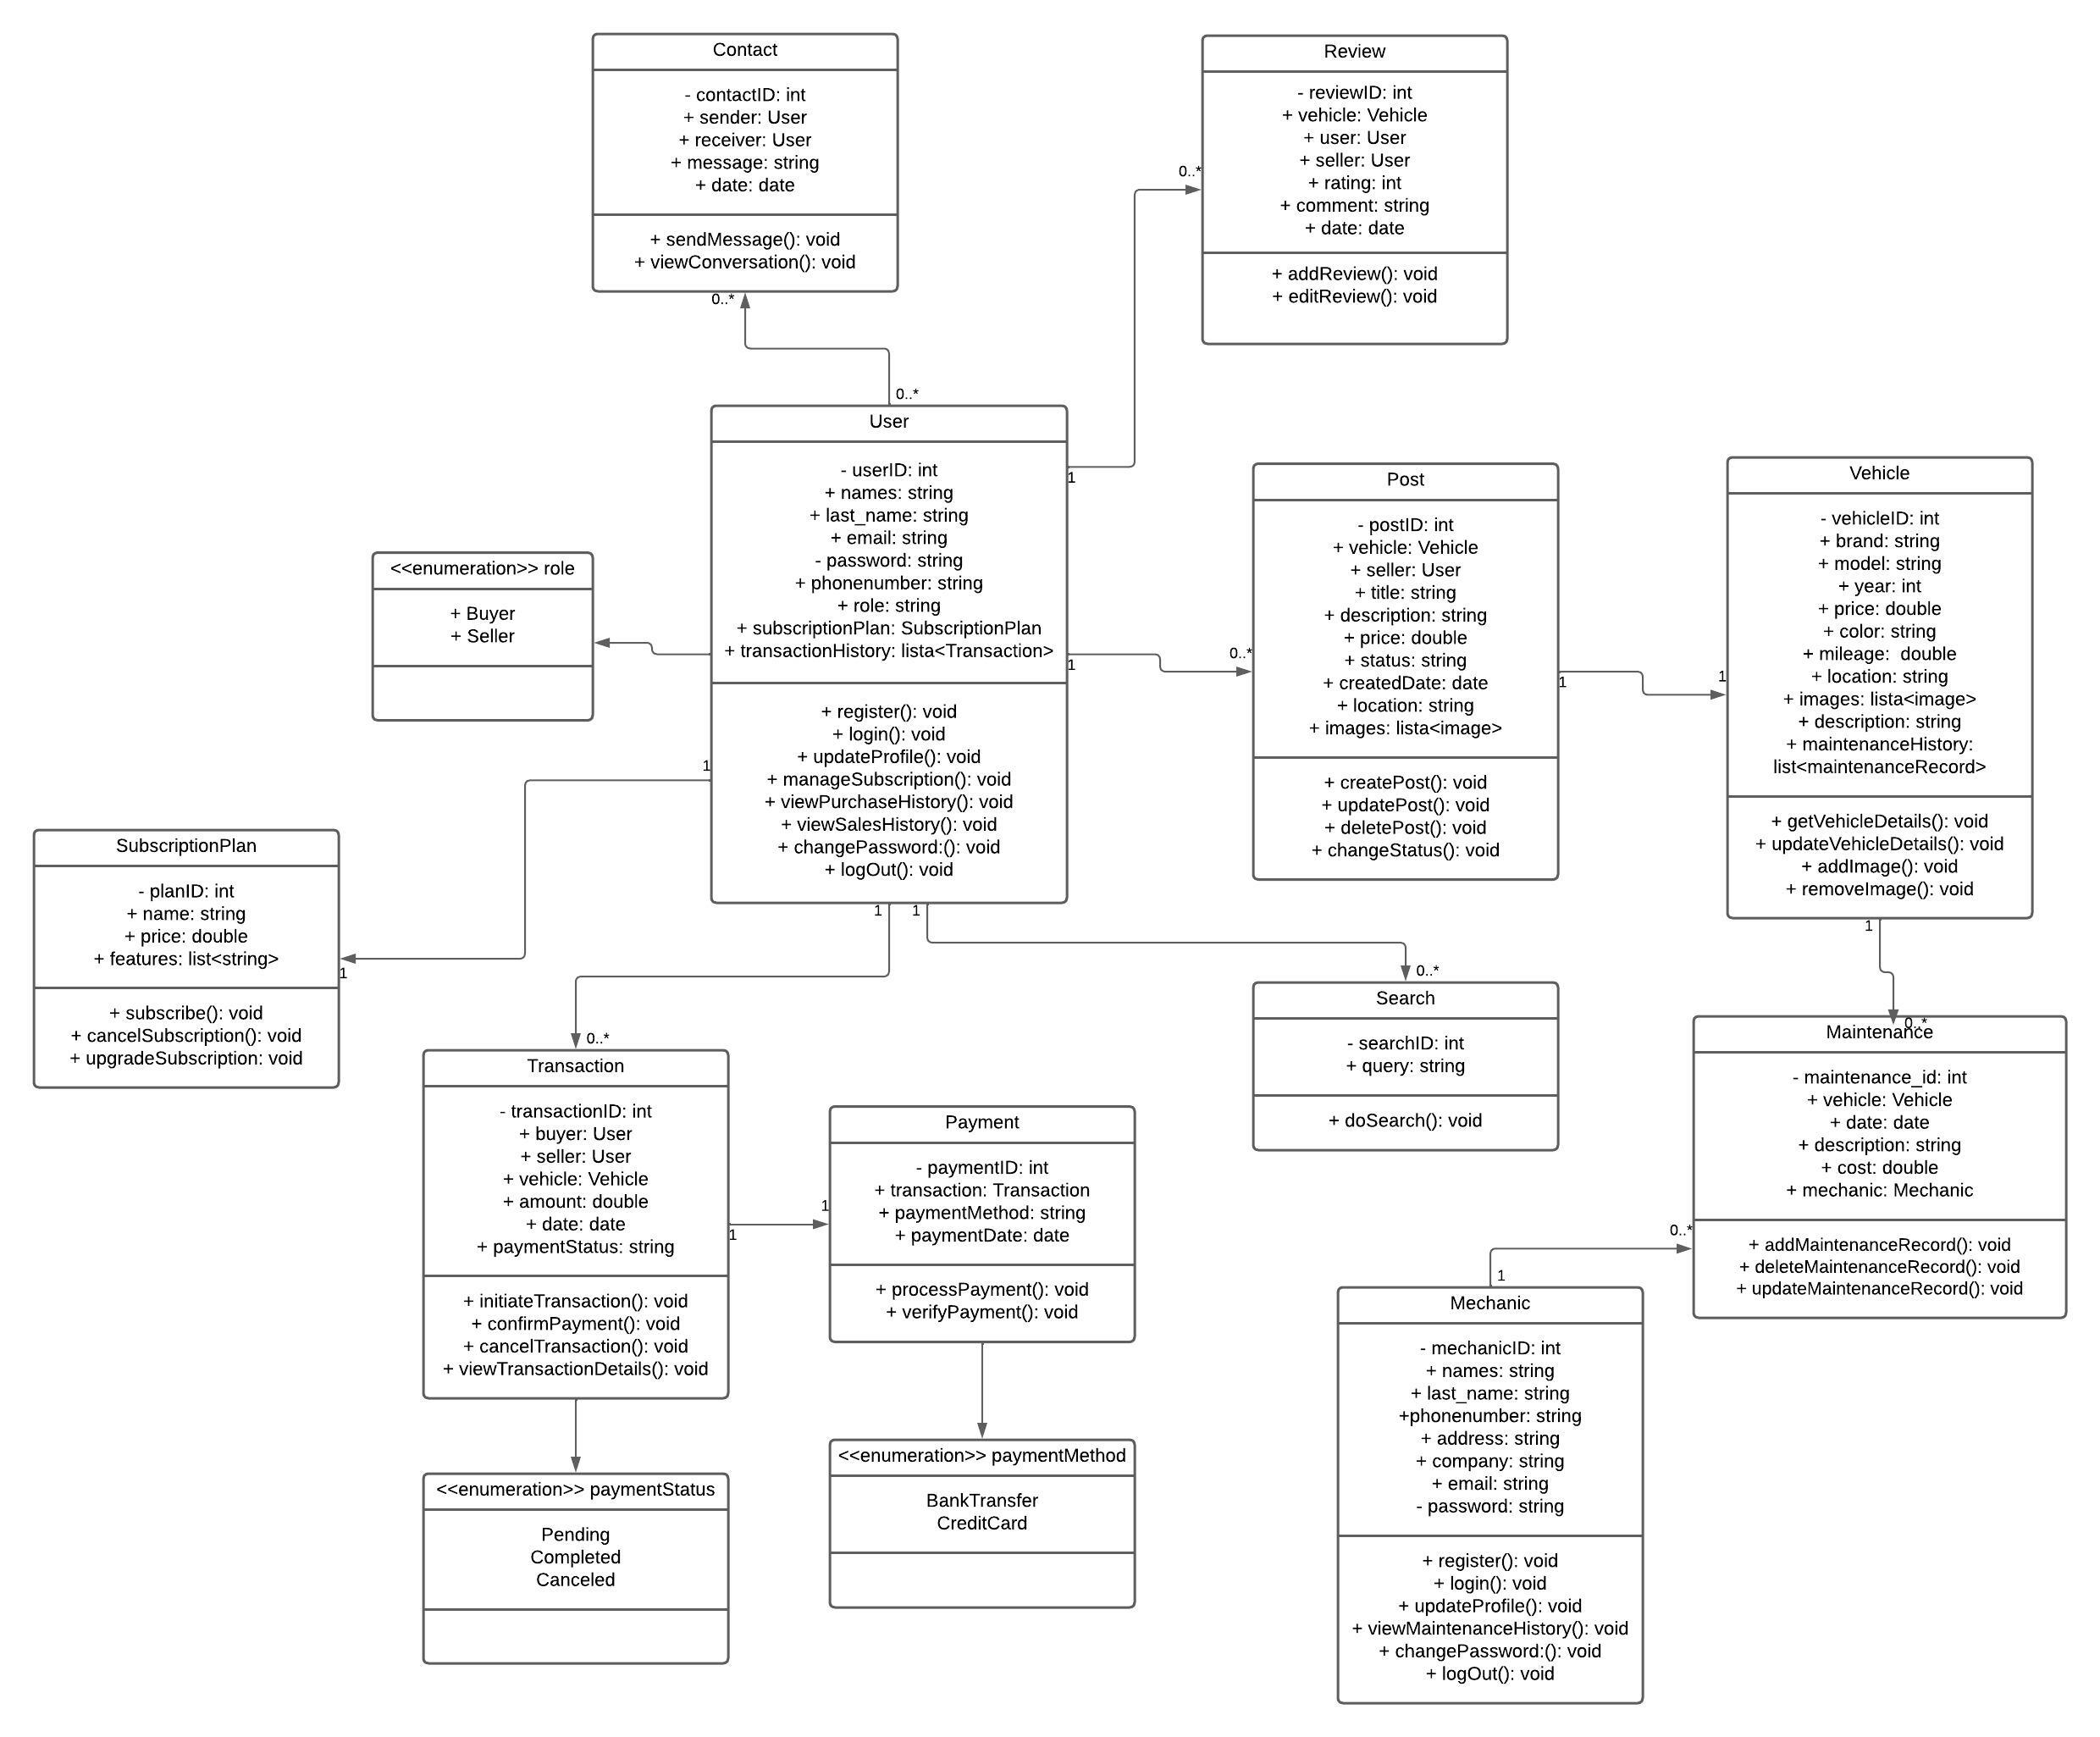 Contact
- contactID: int
+ sender: User
+ receiver: User
+ message: string
+ date: date
+ sendMessage(): void
+ viewConversation(): void
0..*
0..*
Review
- reviewID: int
+ vehicle: Vehicle
+ user: User
+ seller: User
+ rating: int
+ comment: string
+ date: date
+ addReview(): void
+ editReview(): void
0..*
1
User
- userID: int
+ names: string
+ last_name: string
+ email: string
- password: string
+ phonenumber: string
+ role: string
+ subscriptionPlan: SubscriptionPlan
+ transactionHistory: lista<Transaction>
+ register(): void
+ login(): void
+ updateProfile(): void
+ manageSubscription(): void
+ viewPurchaseHistory(): void
+ viewSalesHistory(): void
+ changePassword:(): void
+ logOut(): void
1
0..*
Post
- postID: int
+ vehicle: Vehicle
+ seller: User
+ title: string
+ description: string
+ price: double
+ status: string
+ createdDate: date
+ location: string
+ images: lista<image>
+ createPost(): void
+ updatePost(): void
+ deletePost(): void
+ changeStatus(): void
1
1
Vehicle
- vehicleID: int
+ brand: string
+ model: string
+ year: int
+ price: double
+ color: string
+ mileage:  double
+ location: string
+ images: lista<image>
+ description: string
+ maintenanceHistory:
list<maintenanceRecord>
+ getVehicleDetails(): void
+ updateVehicleDetails(): void
+ addImage(): void
+ removeImage(): void
1
0..*
<<enumeration>> role
+ Buyer
+ Seller
1
1
SubscriptionPlan
- planID: int
+ name: string
+ price: double
+ features: list<string>
+ subscribe(): void
+ cancelSubscription(): void
+ upgradeSubscription: void
1
1
0..*
0..*
Transaction
- transactionID: int
+ buyer: User
+ seller: User
+ vehicle: Vehicle
+ amount: double
+ date: date
+ paymentStatus: string
+ initiateTransaction(): void
+ confirmPayment(): void
+ cancelTransaction(): void
+ viewTransactionDetails(): void
1
1
Payment
- paymentID: int
+ transaction: Transaction
+ paymentMethod: string
+ paymentDate: date
+ processPayment(): void
+ verifyPayment(): void
Search
- searchID: int
+ query: string
+ doSearch(): void
Maintenance
- maintenance_id: int
+ vehicle: Vehicle
+ date: date
+ description: string
+ cost: double
+ mechanic: Mechanic
+ addMaintenanceRecord(): void
+ deleteMaintenanceRecord(): void
+ updateMaintenanceRecord(): void
0..*
1
Mechanic
- mechanicID: int
+ names: string
+ last_name: string
+phonenumber: string
+ address: string
+ company: string
+ email: string
- password: string
+ register(): void
+ login(): void
+ updateProfile(): void
+ viewMaintenanceHistory(): void
+ changePassword:(): void
+ logOut(): void
<<enumeration>> paymentStatus
Pending
Completed
Canceled
<<enumeration>> paymentMethod
BankTransfer
CreditCard